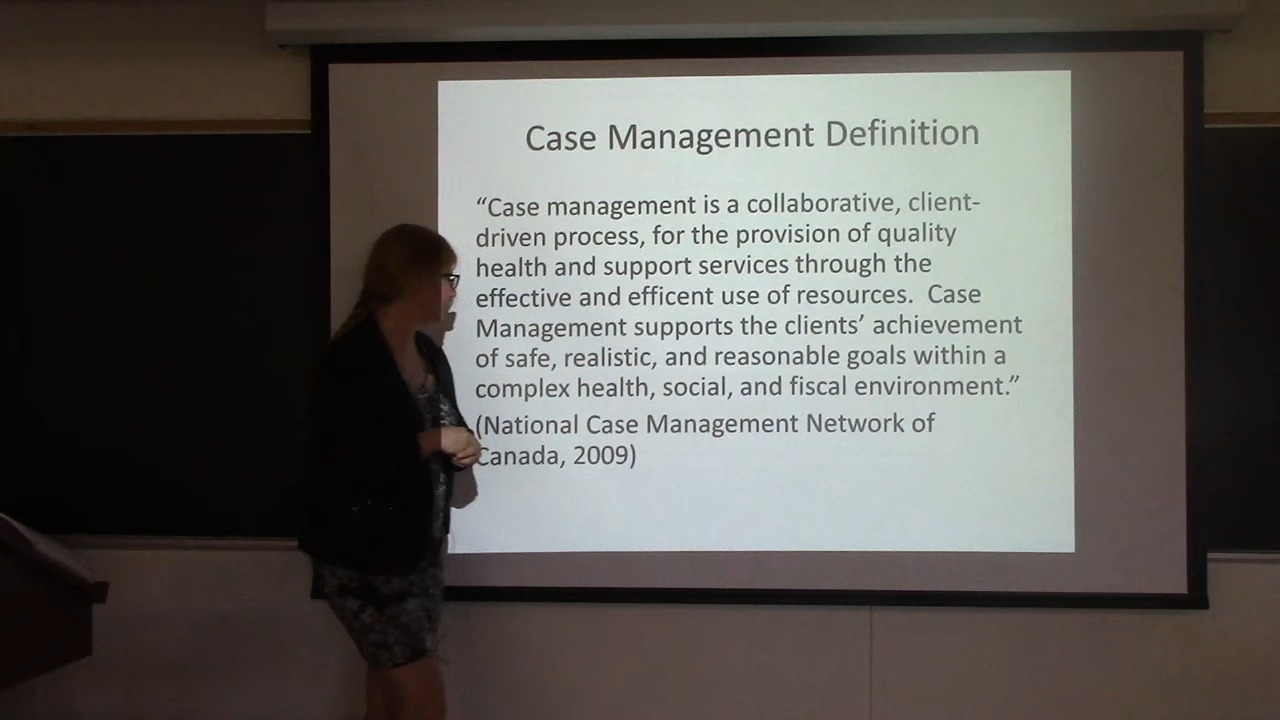 Case Management Definition
“Case management is a collaborative, client-
driven process, for the provision of quality
health and support services through the
effective and efficent use of resources.  Case
Management supports the clients’ achievement
of safe, realistic, and reasonable goals within a
complex health, social, and fiscal environment.”
(National Case Management Network of
Canada, 2009)